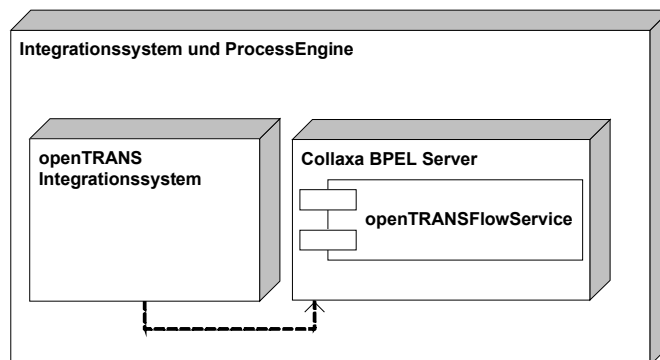 Integrationssystem und ProcessEngine
openTRANS
Integrationssystem
Collaxa BPEL Server
openTRANSFlowService